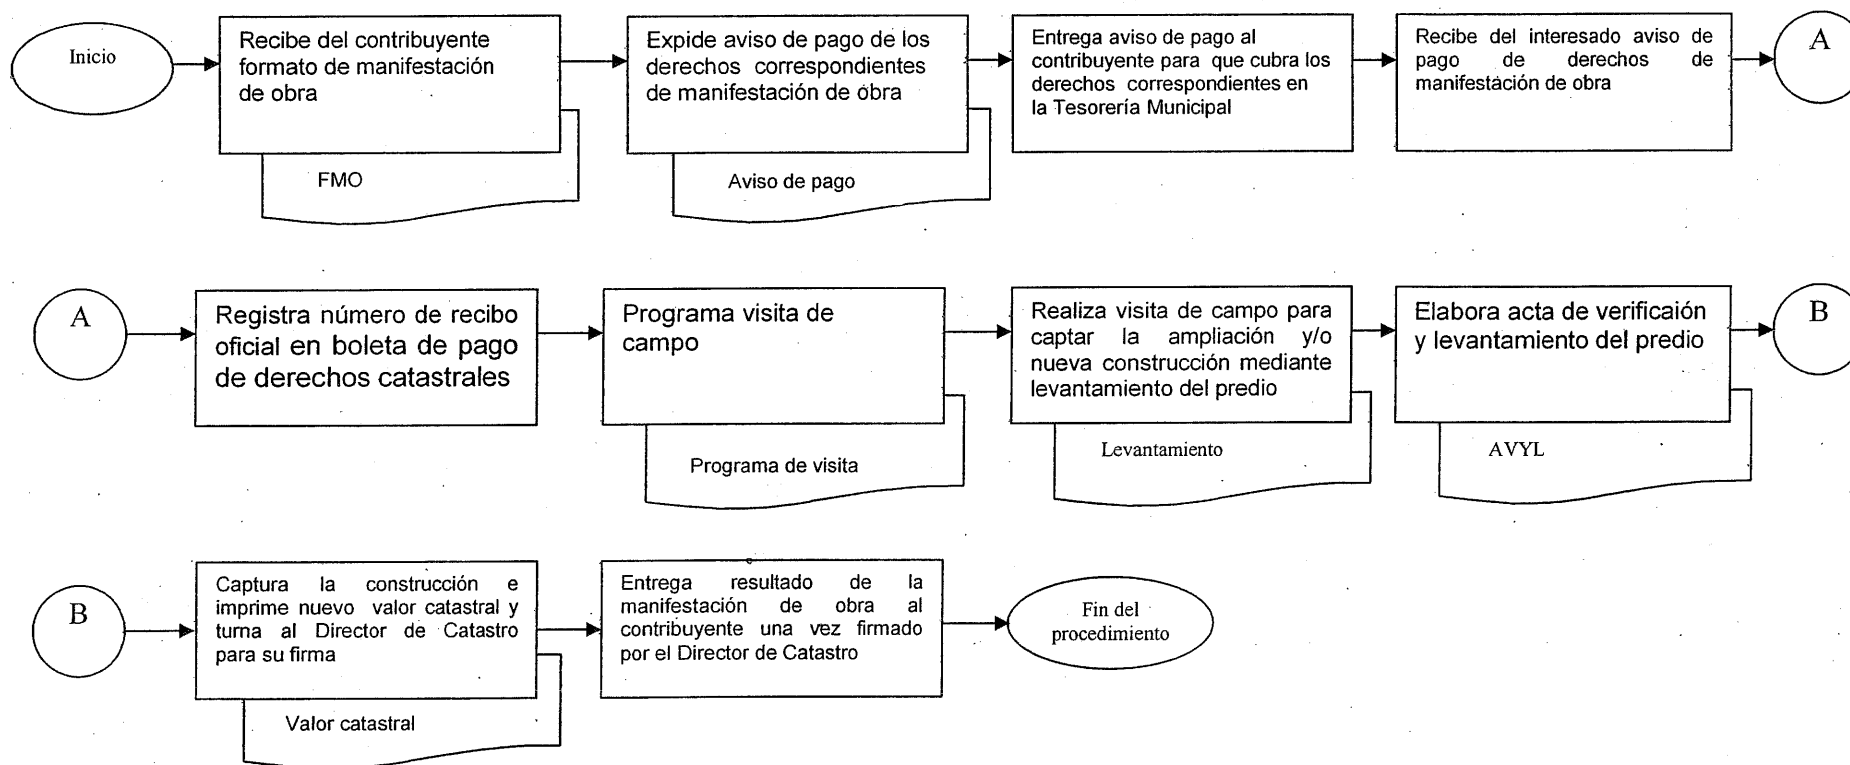 Inicio
Recibe del contribuyente
formato de manifestación
de obra
FMO
Expide aviso de pago de los
derechos correspondientes
de manifestación de obra
Aviso de pago
Entrega aviso de pago al
contribuyente para que cubra los
derechos correspondientes en
la Tesorería Municipal
Recibe del interesado aviso de
pago de derechos de
manifestación de obra
A
A
Registra número de recibo
oficial en boleta de pago
de derechos catastrales
Programa visita de
campo
Programa de visita
Realiza visita de campo para
captar la ampliación y/o
nueva construcción mediante
levantamiento del predio
Levantamiento
Elabora acta de verificaión
y levantamiento del predio
AVYL
B
B
Captura la construcción e
imprime nuevo valor catastral y
turna al Director de Catastro
para su firma
Valor catastral
Entrega resultado de la
manifestación de obra al
contribuyente una vez firmado
por el Director de Catastro
Fin del
procedimiento